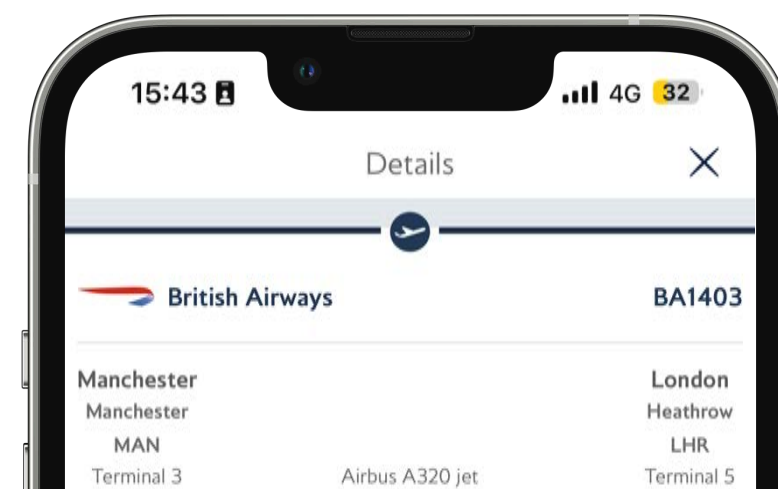 15:43 4G 32
Details
British Airways BA1403
Manchester London
Manchester Heathrow
MAN LHR
Terminal 3 Airbus A320 jet Terminal 5